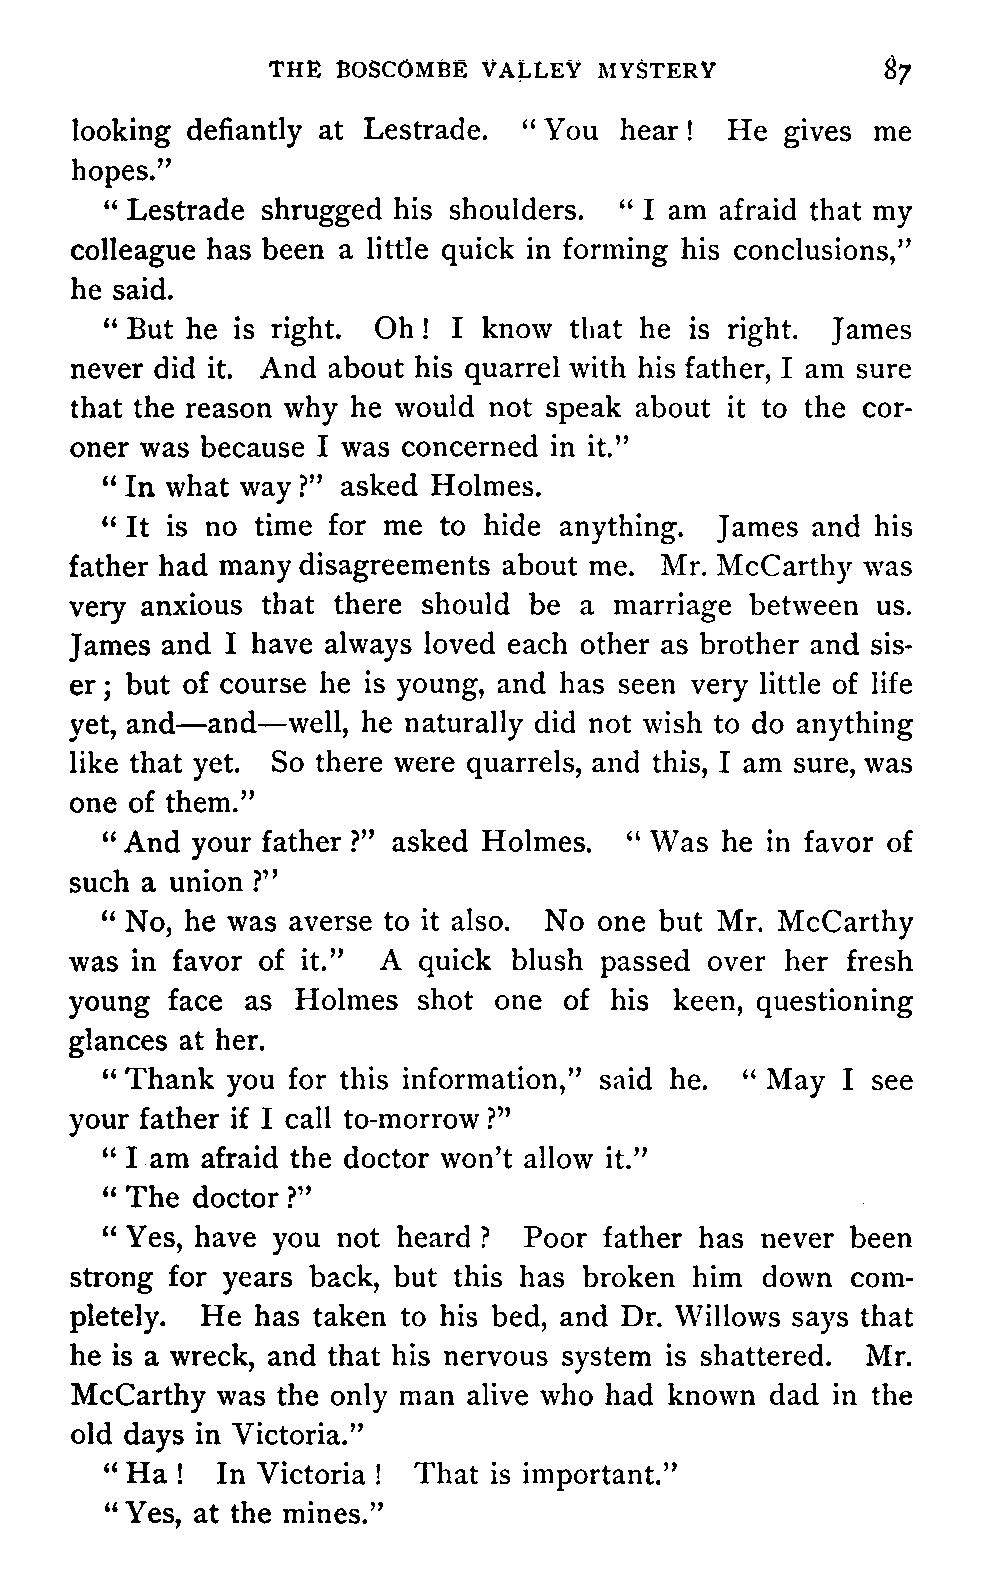 THE BOSCOMBE VALLEY MYSTERY 87
looking defiantly at Lestrade. “You hear! He gives me
hopes.”
“Lestrade shrugged his shoulders. “I am afraid that my
colleague has been a little quick in forming his conclusions,”
he said.
“But he is right. Oh! I know that he is right. James
never did it. And about his quarrel with his father, I am sure
that the reason why he would not speak about it to the cor-
oner was because I was concerned in it.”
“In what way?” asked Holmes.
“It is no time for me to hide anything. James and his
father had many disagreements about me. Mr. McCarthy was
very anxious that there should be a marriage between us.
James and I have always loved each other as brother and sis-
er; but of course he is young, and has seen very little of life
yet, and—and—well, he naturally did not wish to do anything
like that yet. So there were quarrels, and this, I am sure, was
one of them.”
“And your father?” asked Holmes. “Was he in favor of
such a union?”
“No, he was averse to it also. No one but Mr. McCarthy
was in favor of it.” A quick blush passed over her fresh
young face as Holmes shot one of his keen, questioning
glances at her.
“Thank you for this information,” said he. “May I see
your father if I call to-morrow?”
“I am afraid the doctor won’t allow it.”
“The doctor?”
“Yes, have you not heard? Poor father has never been
strong for years back, but this has broken him down com-
pletely. He has taken to his bed, and Dr. Willows says that
he is a wreck, and that his nervous system is shattered. Mr.
McCarthy was the only man alive who had known dad in the
old days in Victoria.”
“Ha! In Victoria! That is important.”
“Yes, at the mines.”